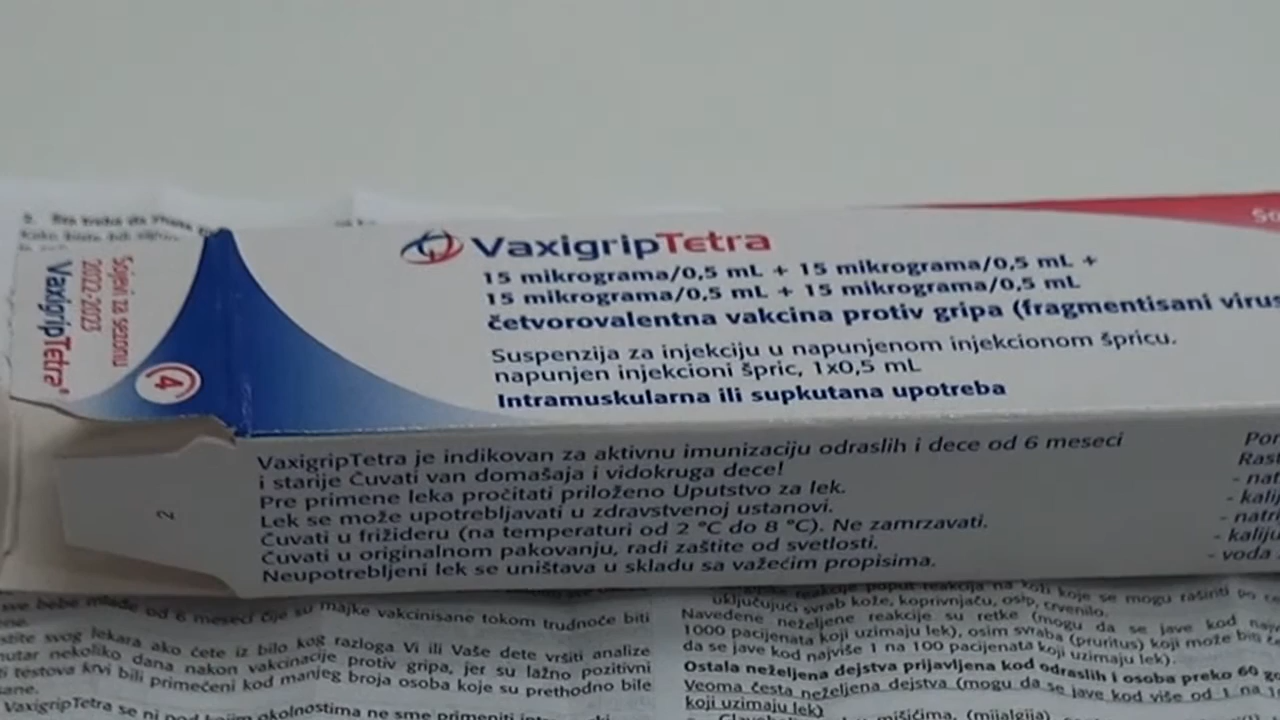 Sojevi za sezonu
2022-2023
VaxigripTetra®
4
VaxigripTetra
15 mikrograma/0,5 mL + 15 mikrograma/0,5 mL +
15 mikrograma/0,5 mL + 15 mikrograma/0,5 mL
četvorovalentna vakcina protiv gripa (fragmentisani virus
Suspenzija za injekciju u napunjenom injekcionom špricu.
napunjen injekcioni špric, 1x0,5 mL
Intramuskularna ili supkutana upotreba
VaxigripTetra je indikovan za aktivnu imunizaciju odraslih i dece od 6 meseci
i starije Čuvati van domašaja i vidokruga dece!
Pre primene leka pročitati priloženo Uputstvo za lek.
Lek se može upotrebljavati u zdravstvenoj ustanovi.
Čuvati u frižideru (na temperaturi od 2 °C do 8 °C). Ne zamrzavati.
Čuvati u originalnom pakovanju, radi zaštite od svetlosti.
Neupotrebljeni lek se uništava u skladu sa važećim propisima.
2
Pom
Rast
- nat
- kalij
- natri
- kaliju
- voda
sve bebe mlađe od 6 meseci čije su majke vakcinisane tokom trudnoće biti
lekara ako ćete iz bilo kog razloga Vi ili Vaše dete vršiti analize
nekoliko dana nakon vakcinacije protiv gripa, jer su lažno pozitivni
testova krvi bili primećeni kod manjeg broja osoba koje su prethodno bile
VaxigripTetra se ni pod kojim okolnostima ne sme primeniti
uključujući svrab kože, koprivnjaču, osip, crvenilo.
Navedene neželjene reakcije su retke (mogu da se jave kod
1000 pacijenata koji uzimaju lek), osim svraba (pruritus) koji može
da se jave kod najviše 1 na 100 pacijenata koji uzimaju lek).
Ostala neželjena dejstva prijavljena kod odraslih i osoba preko 60
Veoma česta neželjena dejstva (mogu da se jave kod više od 1 na
koji uzimaju lek)
mišićima, (mijalgija)